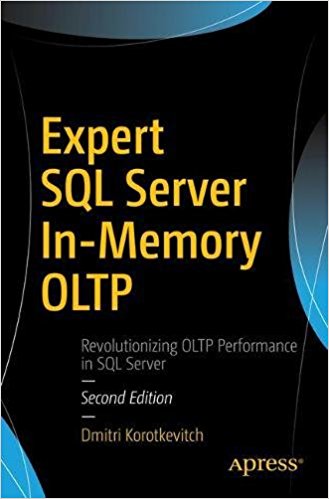 Expert
SQL Server
In-Memory
OLTP
Revolutionizing OLTP Performance
in SQL Server
—
Second Edition
—
Dmitri Korotkevitch
Apress®